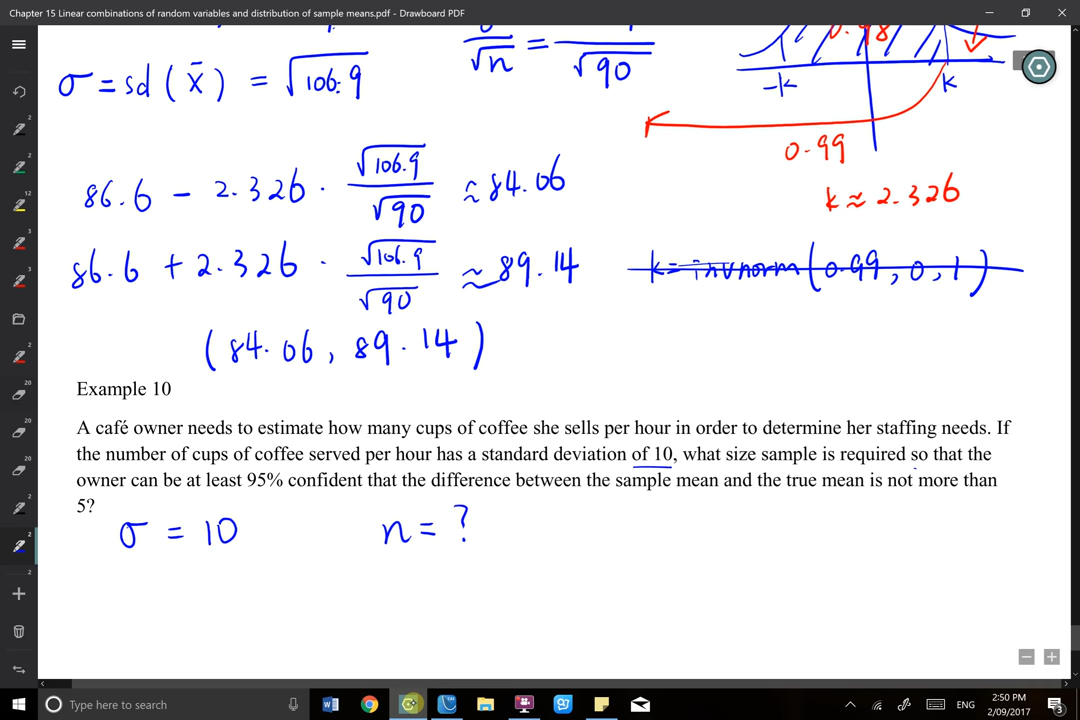 Chapter 15 Linear combinations of random variables and distribution of sample means.pdf - Drawboard PDF
σ = sd ( x̄ ) = √106.9
σ/√n = /√90
0.98
-k k
0.99
k ≈ 2.326
86.6 - 2.326 · √106.9/√90 ≈ 84.06
86.6 + 2.326 · √106.9/√90 ≈ 89.14
k = invnorm (0.99, 0, 1)
(84.06, 89.14)
Example 10
A café owner needs to estimate how many cups of coffee she sells per hour in order to determine her staffing needs. If
the number of cups of coffee served per hour has a standard deviation of 10, what size sample is required so that the
owner can be at least 95% confident that the difference between the sample mean and the true mean is not more than
5?
σ = 10 n = ?
Type here to search
ENG
2:50 PM
2/09/2017